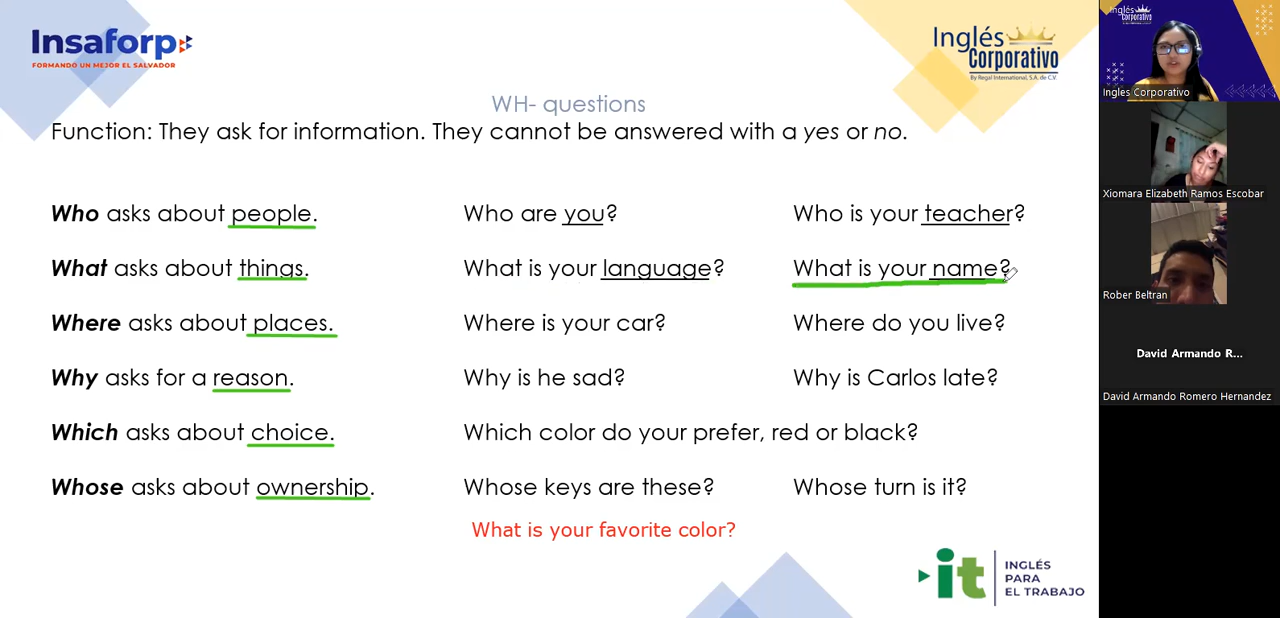 Insaforp
FORMANDO UN MEJOR EL SALVADOR
Inglés
Corporativo
By Regal International, S.A. de C.V.
WH- questions
Function: They ask for information. They cannot be answered with a yes or no.
Who asks about people. Who are you? Who is your teacher?
What asks about things. What is your language? What is your name?
Where asks about places. Where is your car? Where do you live?
Why asks for a reason. Why is he sad? Why is Carlos late?
Which asks about choice. Which color do your prefer, red or black?
Whose asks about ownership. Whose keys are these? Whose turn is it?
What is your favorite color?
it
INGLÉS
PARA
EL TRABAJO
Inglés
Corporativo
Ingles Corporativo
Xiomara Elizabeth Ramos Escobar
Rober Beltran
David Armando R...
David Armando Romero Hernandez